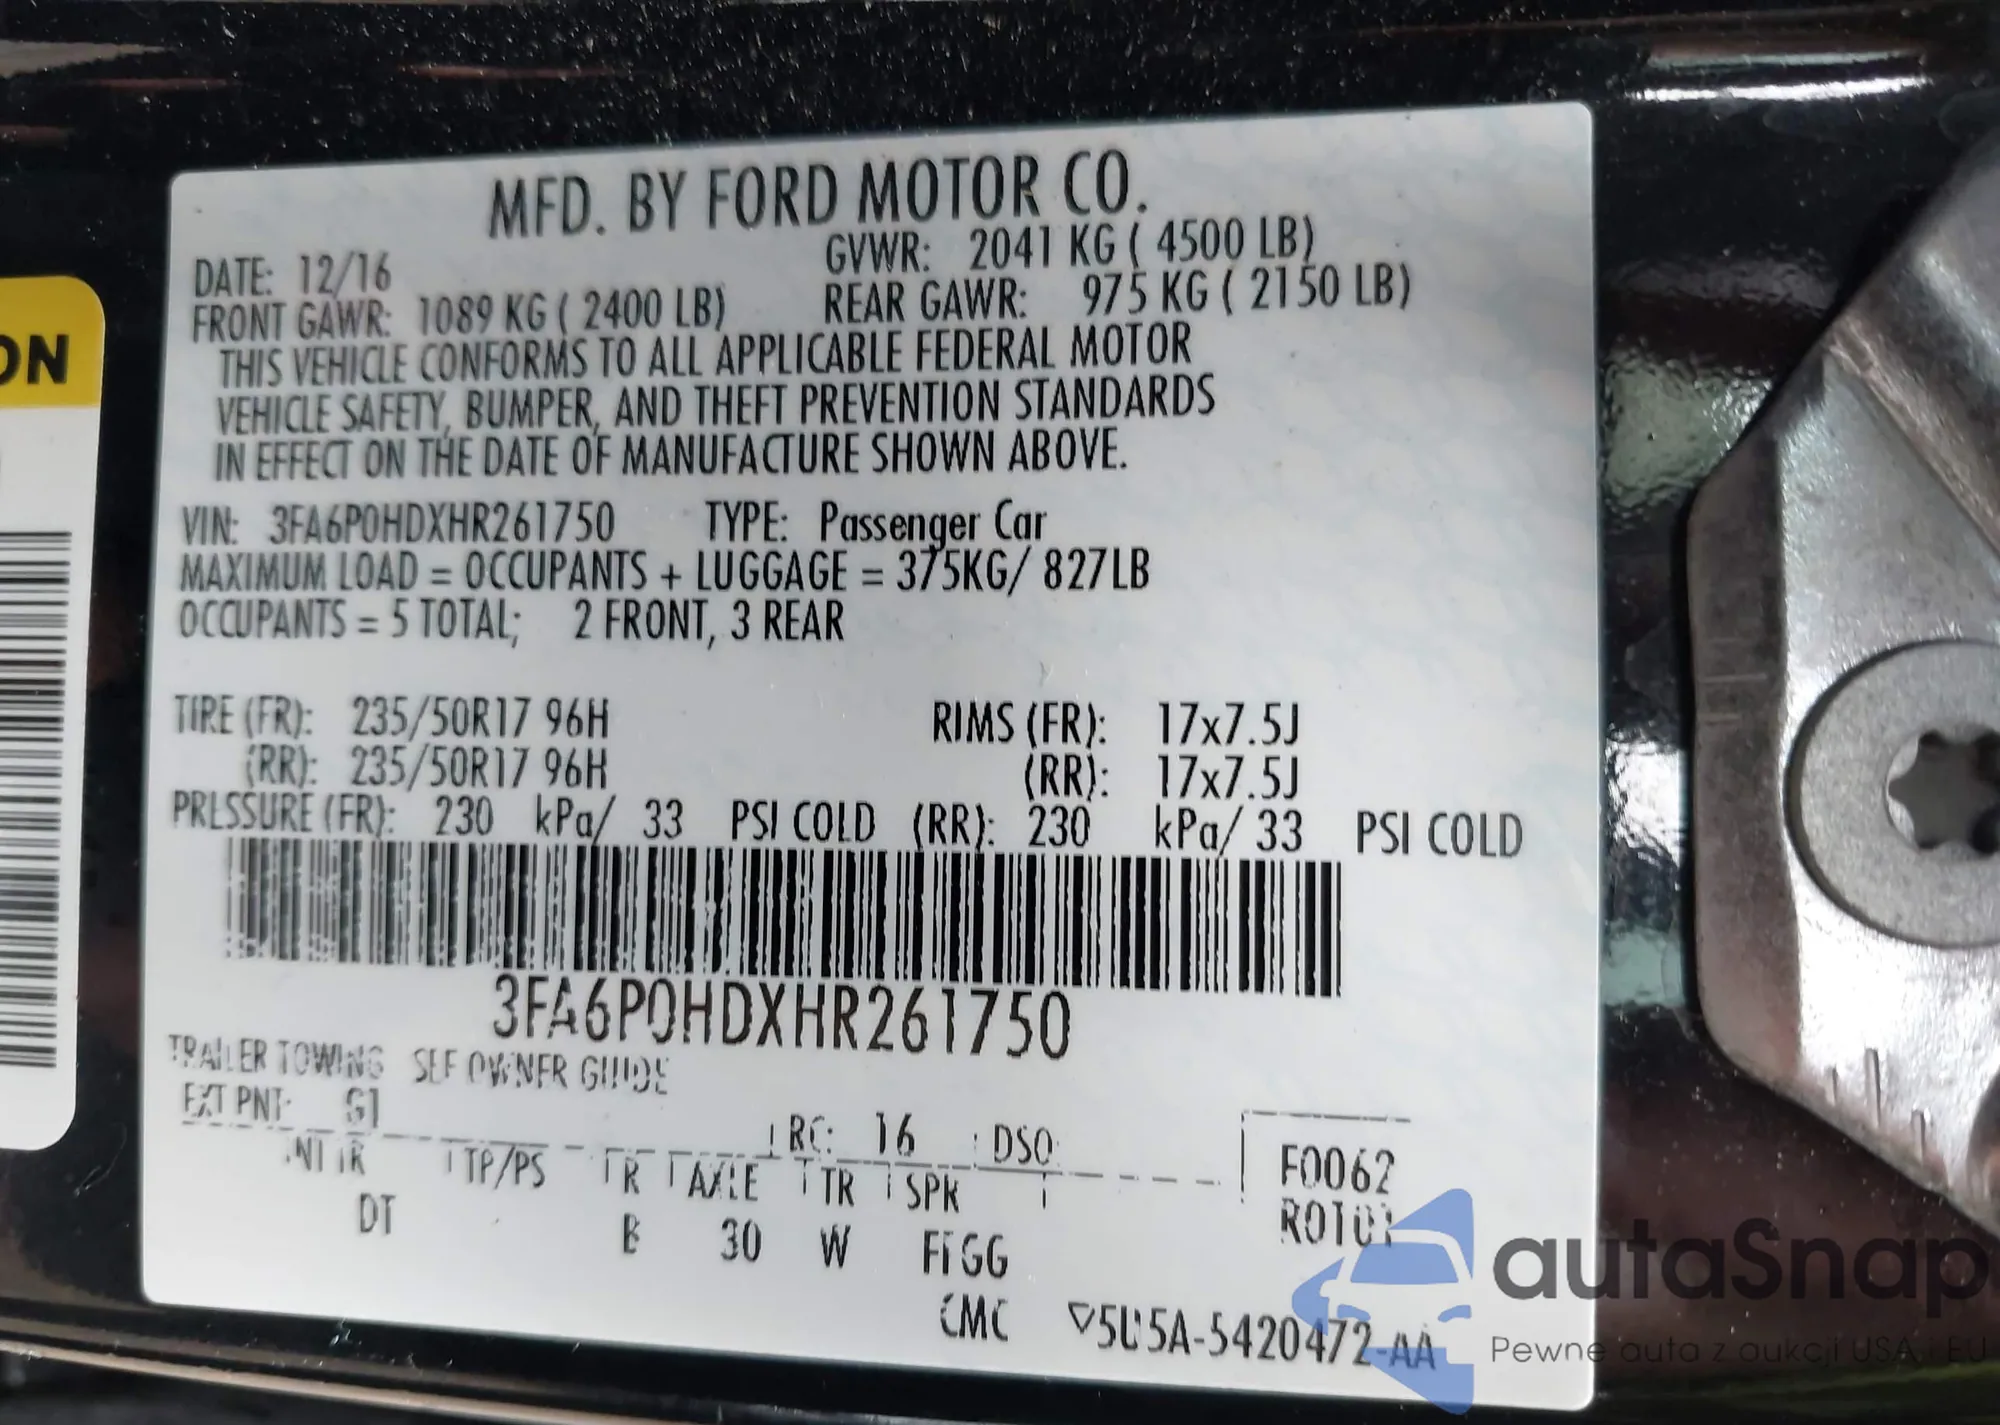 MFD. BY FORD MOTOR CO.
DATE: 12/16 GVWR: 2041 KG ( 4500 LB)
FRONT GAWR: 1089 KG ( 2400 LB) REAR GAWR: 975 KG ( 2150 LB)
THIS VEHICLE CONFORMS TO ALL APPLICABLE FEDERAL MOTOR
VEHICLE SAFETY, BUMPER, AND THEFT PREVENTION STANDARDS
IN EFFECT ON THE DATE OF MANUFACTURE SHOWN ABOVE.
VIN: 3FA6P0HDXHR261750 TYPE: Passenger Car
MAXIMUM LOAD = OCCUPANTS + LUGGAGE = 375KG/ 827LB
OCCUPANTS = 5 TOTAL; 2 FRONT, 3 REAR
TIRE (FR): 235/50R17 96H RIMS (FR): 17x7.5J
(RR): 235/50R17 96H (RR): 17x7.5J
PRESSURE (FR): 230 kPa/ 33 PSI COLD (RR): 230 kPa/ 33 PSI COLD
3FA6P0HDXHR261750
TRAILER TOWING SEE OWNER GUIDE
EXT PNT: G1 RC: 16 DSO: F0062
INT TR TP/PS R AXLE TR SPR
DT B 30 W GG
CMC ▽5U5A-5420472-AA
ON
autaSnap
Pewne auta z aukcji USA i EU